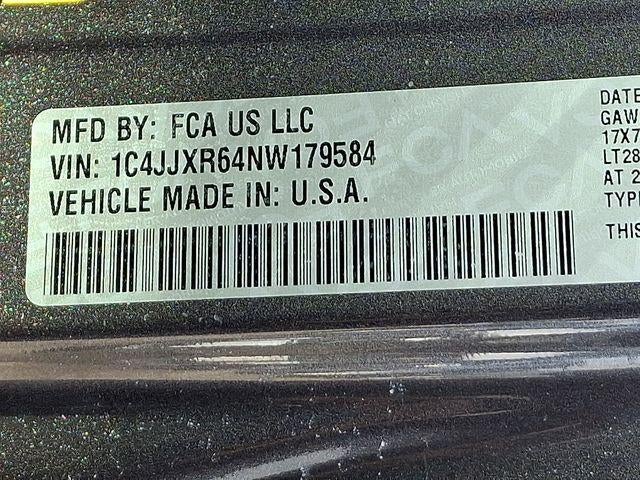 MFD BY: FCA US LLC
VIN: 1C4JJXR64NW179584
VEHICLE MADE IN: U.S.A.
DATE
GAW
17X7
LT28
AT 2
TYPE
THIS